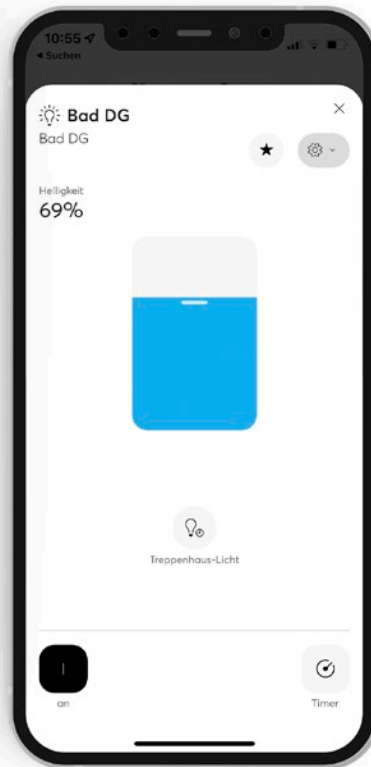 10:55
Suchen
Bad DG
Bad DG
Helligkeit
69%
Treppenhaus-Licht
an
Timer